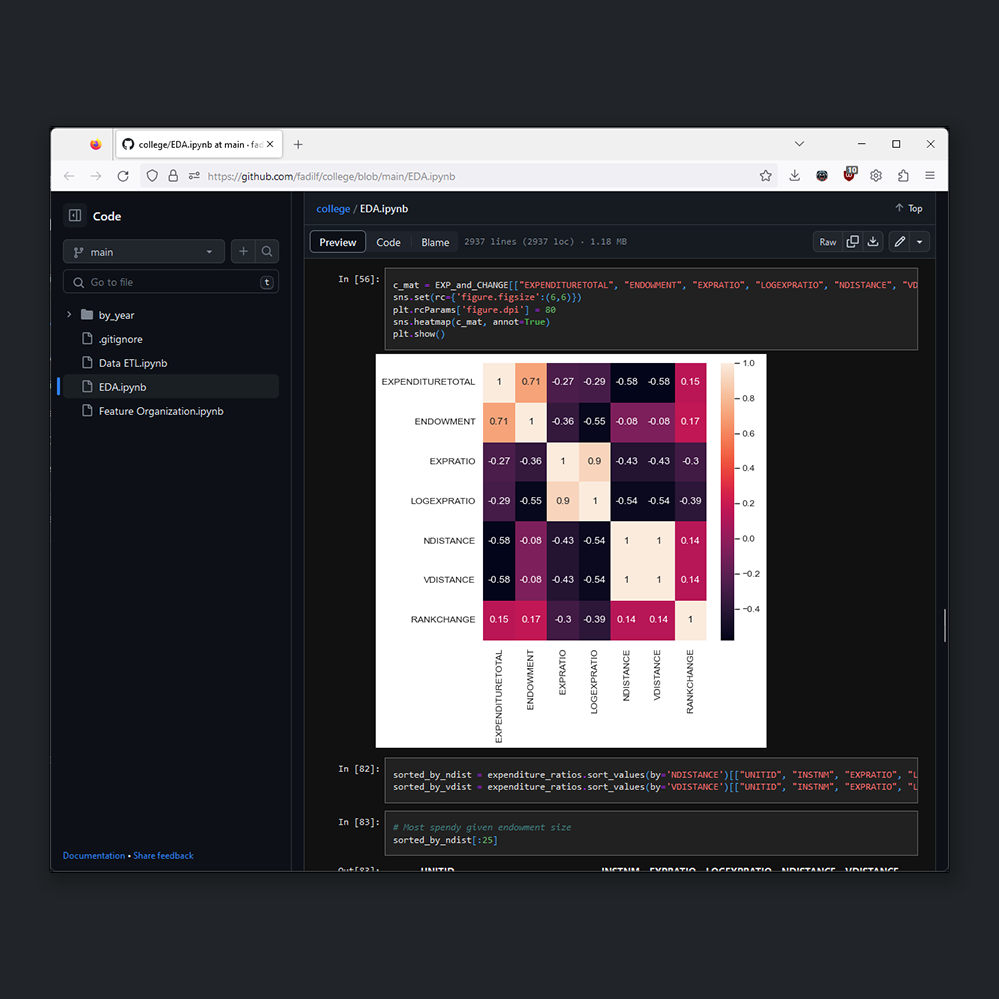 college/EDA.ipynb at main · fad
https://github.com/fadilf/college/blob/main/EDA.ipynb
10
Code
main
Go to file
t
by_year
.gitignore
Data ETL.ipynb
EDA.ipynb
Feature Organization.ipynb
Documentation • Share feedback
college / EDA.ipynb
Top
Preview Code Blame 2937 lines (2937 loc) · 1.18 MB
Raw
In [56]:
c_mat = EXP_and_CHANGE[["EXPENDITURETOTAL", "ENDOWMENT", "EXPRATIO", "LOGEXPRATIO", "NDISTANCE", "VD
sns.set(rc={'figure.figsize':(6,6)})
plt.rcParams['figure.dpi'] = 80
sns.heatmap(c_mat, annot=True)
plt.show()
EXPENDITURETOTAL 1 0.71 -0.27 -0.29 -0.58 -0.58 0.15
ENDOWMENT 0.71 1 -0.36 -0.55 -0.08 -0.08 0.17
EXPRATIO -0.27 -0.36 1 0.9 -0.43 -0.43 -0.3
LOGEXPRATIO -0.29 -0.55 0.9 1 -0.54 -0.54 -0.39
NDISTANCE -0.58 -0.08 -0.43 -0.54 1 1 0.14
VDISTANCE -0.58 -0.08 -0.43 -0.54 1 1 0.14
RANKCHANGE 0.15 0.17 -0.3 -0.39 0.14 0.14 1
EXPENDITURETOTAL
ENDOWMENT
EXPRATIO
LOGEXPRATIO
NDISTANCE
VDISTANCE
RANKCHANGE
1.0
0.8
0.6
0.4
0.2
0.0
−0.2
−0.4
In [82]:
sorted_by_ndist = expenditure_ratios.sort_values(by='NDISTANCE')[["UNITID", "INSTNM", "EXPRATIO", "L
sorted_by_vdist = expenditure_ratios.sort_values(by='VDISTANCE')[["UNITID", "INSTNM", "EXPRATIO", "L
In [83]:
# Most spendy given endowment size
sorted_by_ndist[:25]
Out[83]: UNITID INSTNM EXPRATIO LOGEXPRATIO NDISTANCE VDISTANCE